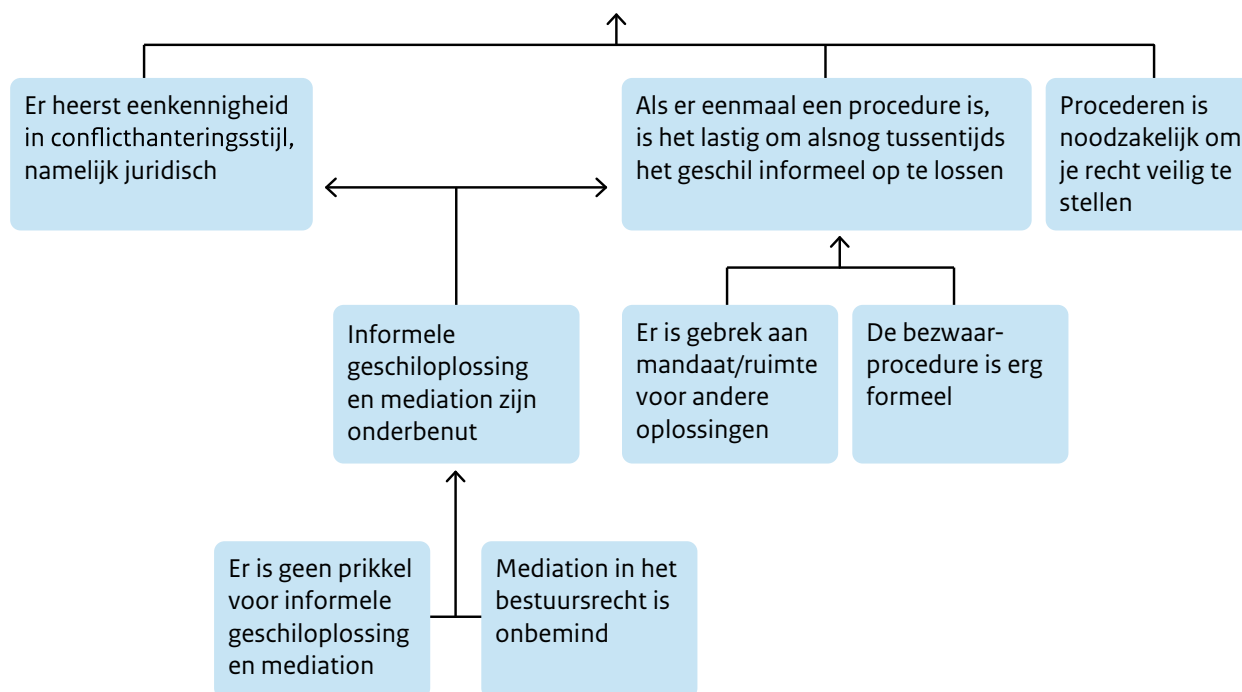 Er heerst eenkennigheid
in conflicthanteringsstijl,
namelijk juridisch
Als er eenmaal een procedure is,
is het lastig om alsnog tussentijds
het geschil informeel op te lossen
Procederen is
noodzakelijk om
je recht veilig te
stellen
Informele
geschiloplossing
en mediation zijn
onderbenut
Er is gebrek aan
mandaat/ruimte
voor andere
oplossingen
De bezwaar-
procedure is erg
formeel
Er is geen prikkel
voor informele
geschiloplossing
en mediation
Mediation in het
bestuursrecht is
onbemind